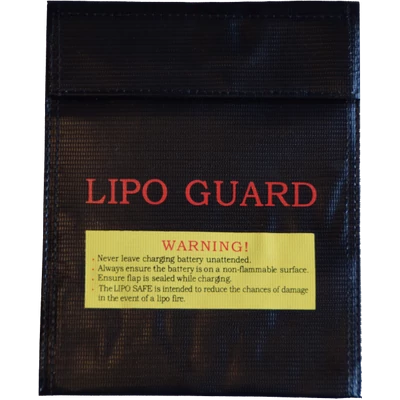 LIPO GUARD
WARNING!
Never leave charging battery unattended.
Always ensure the battery is on a non-flammable surface.
Ensure flap is sealed while charging.
The LIPO SAFE is intended to reduce the chances of damage
in the event of a lipo fire.